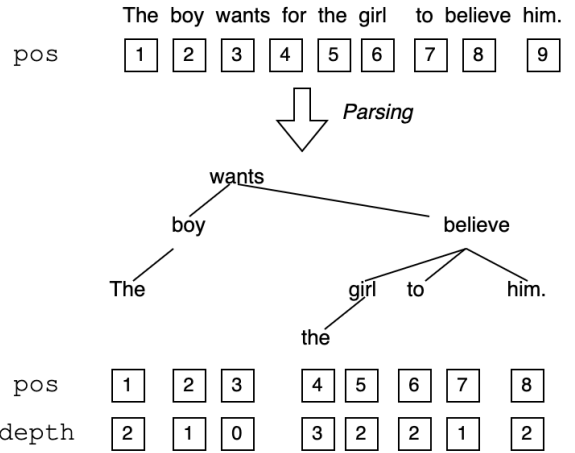 The boy wants for the girl to believe him.
pos 1 2 3 4 5 6 7 8 9
Parsing
wants
boy believe
The girl to him.
the
pos 1 2 3 4 5 6 7 8
depth 2 1 0 3 2 2 1 2